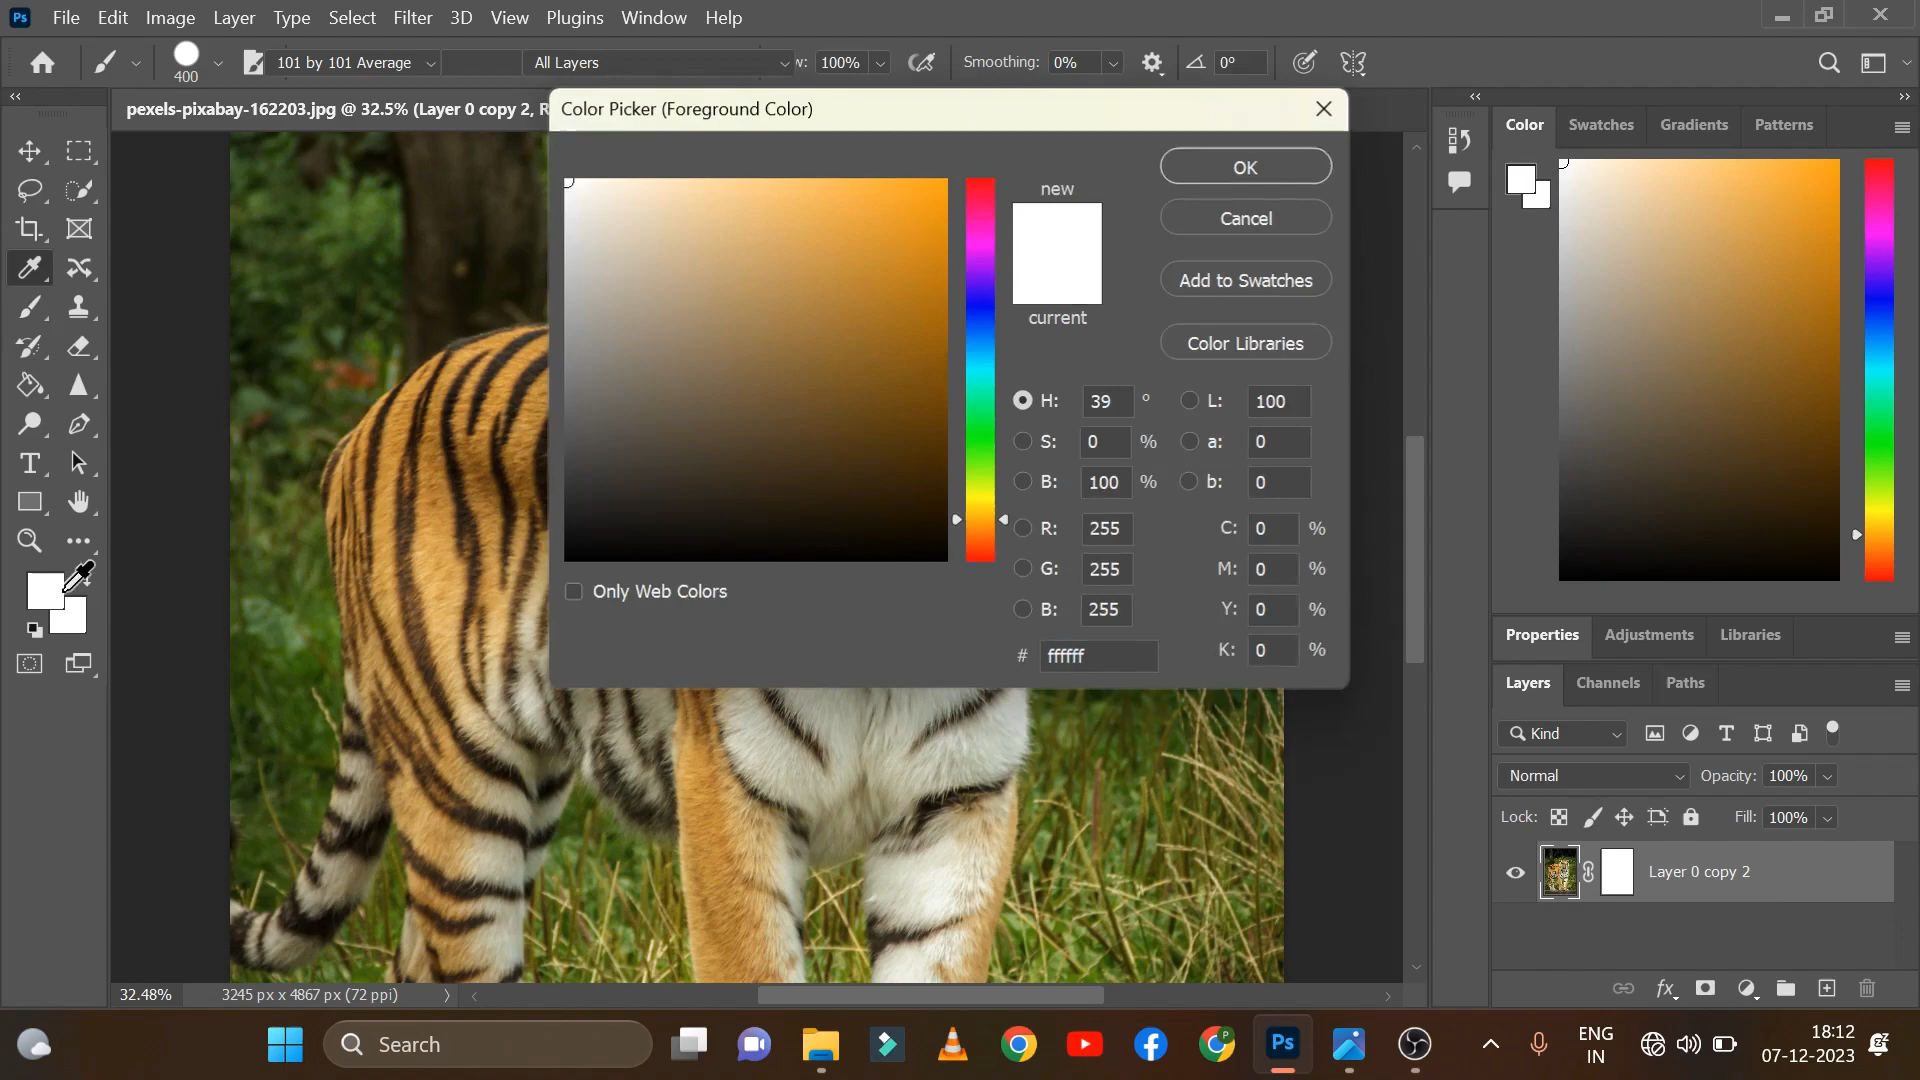 Ps File Edit Image Layer Type Select Filter 3D View Plugins Window Help
400 101 by 101 Average All Layers w: 100% Smoothing: 0% 0°
pexels-pixabay-162203.jpg @ 32.5% (Layer 0 copy 2, R
Color Picker (Foreground Color)
new
current
OK
Cancel
Add to Swatches
Color Libraries
H: 39 ° L: 100
S: 0 % a: 0
B: 100 % b: 0
R: 255 C: 0 %
G: 255 M: 0 %
B: 255 Y: 0 %
# ffffff K: 0 %
Only Web Colors
Color Swatches Gradients Patterns
Properties Adjustments Libraries
Layers Channels Paths
Kind
Normal Opacity: 100%
Lock: Fill: 100%
Layer 0 copy 2
fx
32.48% 3245 px x 4867 px (72 ppi)
Search
P
Ps
ENG
IN
18:12
07-12-2023